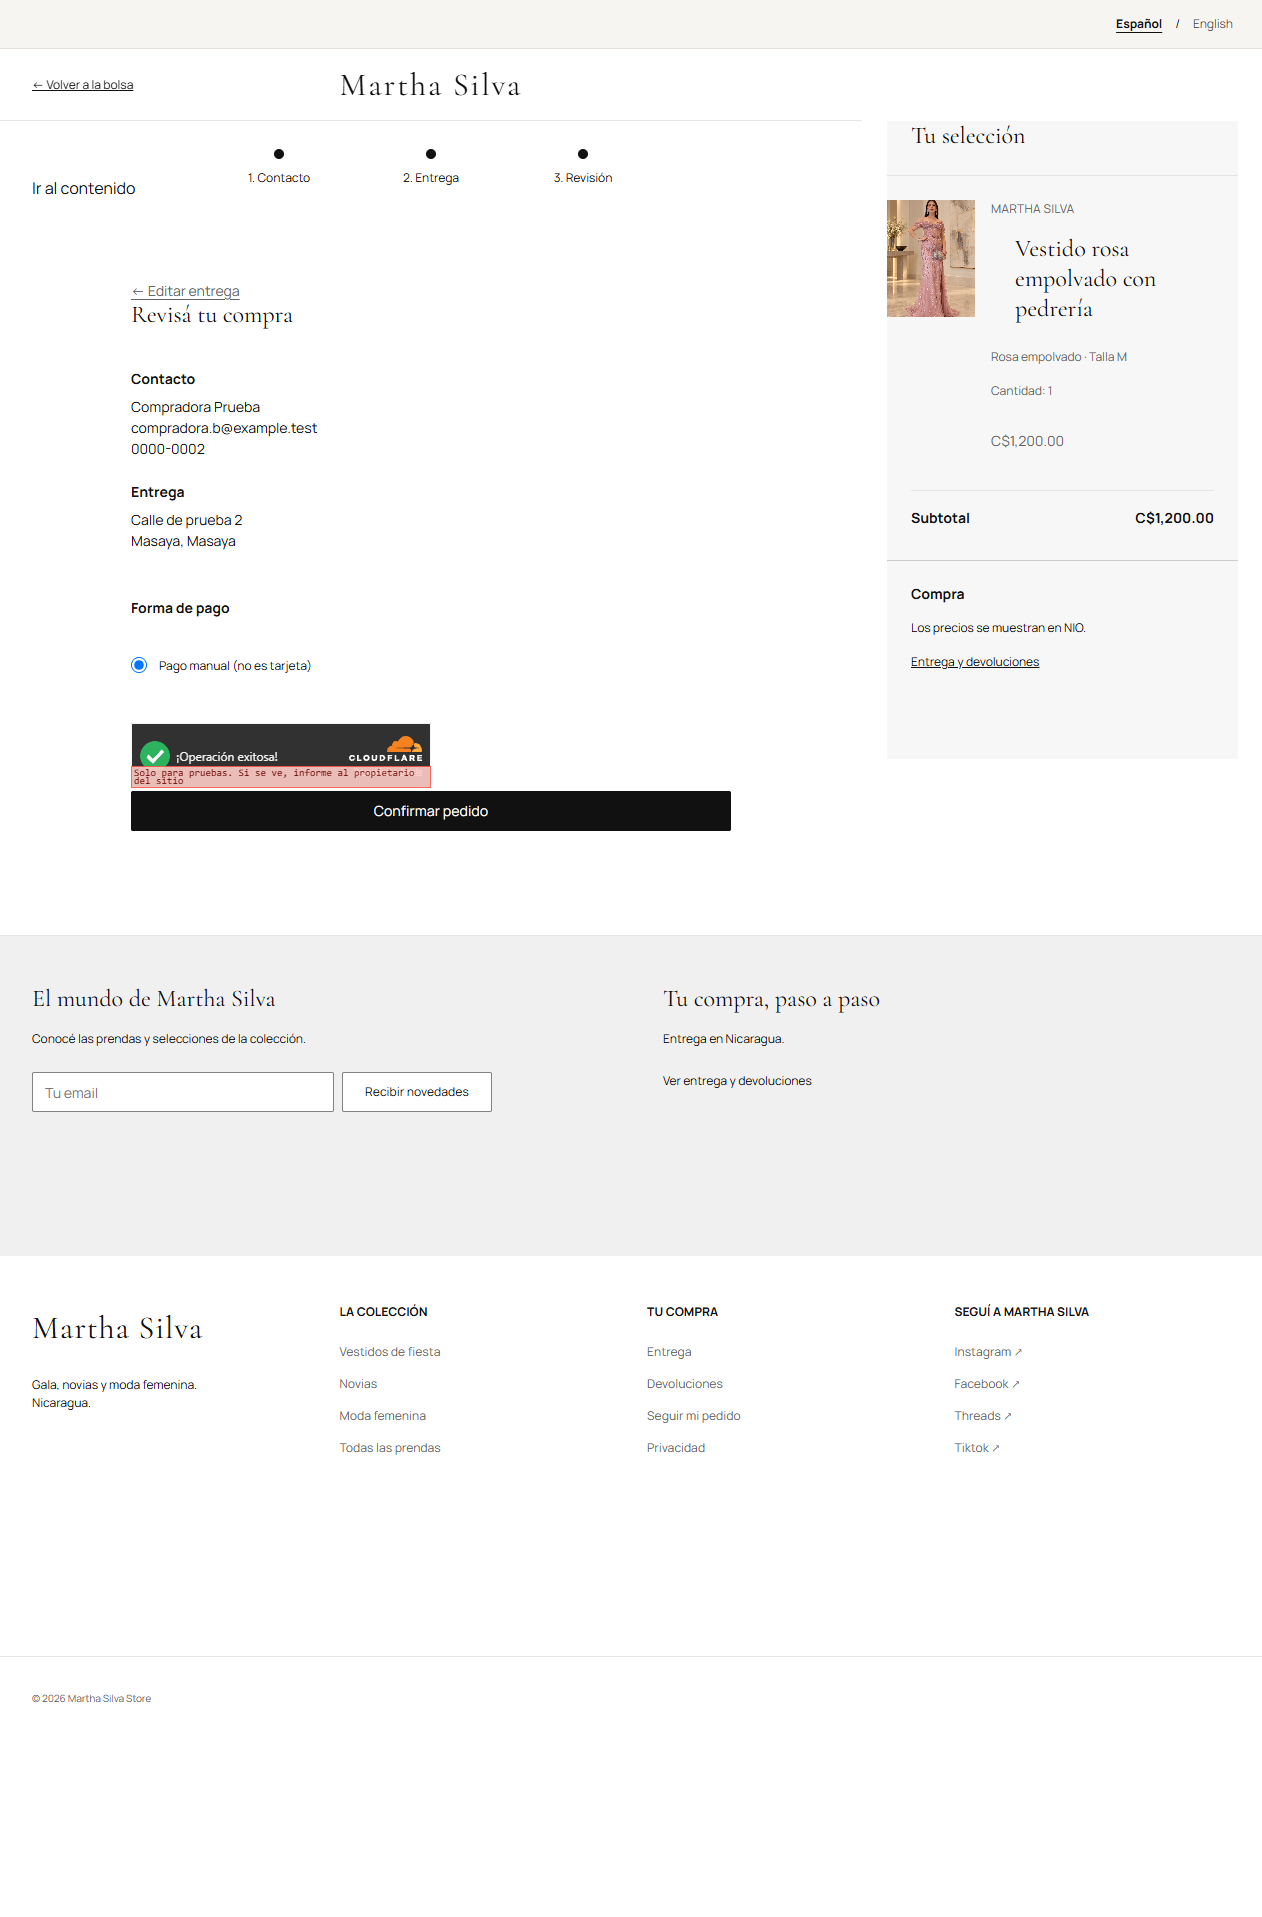 Español / English
← Volver a la bolsa
Martha Silva
Ir al contenido
1. Contacto
2. Entrega
3. Revisión
← Editar entrega
Revisá tu compra
Contacto
Compradora Prueba
compradora.b@example.test
0000-0002
Entrega
Calle de prueba 2
Masaya, Masaya
Forma de pago
Pago manual (no es tarjeta)
¡Operación exitosa!
CLOUDFLARE
Solo para pruebas. Si se ve, informe al propietario
del sitio
Confirmar pedido
Tu selección
MARTHA SILVA
Vestido rosa
empolvado con
pedrería
Rosa empolvado · Talla M
Cantidad: 1
C$1,200.00
Subtotal C$1,200.00
Compra
Los precios se muestran en NIO.
Entrega y devoluciones
El mundo de Martha Silva
Conocé las prendas y selecciones de la colección.
Tu email
Recibir novedades
Tu compra, paso a paso
Entrega en Nicaragua.
Ver entrega y devoluciones
Martha Silva
Gala, novias y moda femenina.
Nicaragua.
LA COLECCIÓN
Vestidos de fiesta
Novias
Moda femenina
Todas las prendas
TU COMPRA
Entrega
Devoluciones
Seguir mi pedido
Privacidad
SEGUÍ A MARTHA SILVA
Instagram ↗
Facebook ↗
Threads ↗
Tiktok ↗
© 2026 Martha Silva Store